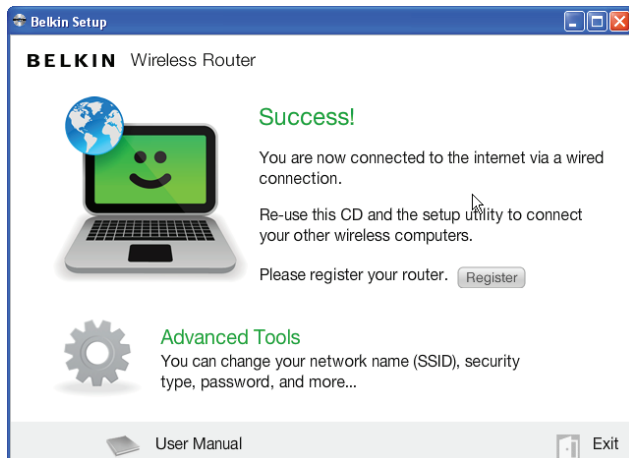 Belkin Setup
BELKIN Wireless Router
Success!
You are now connected to the internet via a wired
connection.
Re-use this CD and the setup utility to connect
your other wireless computers.
Please register your router. Register
Advanced Tools
You can change your network name (SSID), security
type, password, and more...
User Manual
Exit